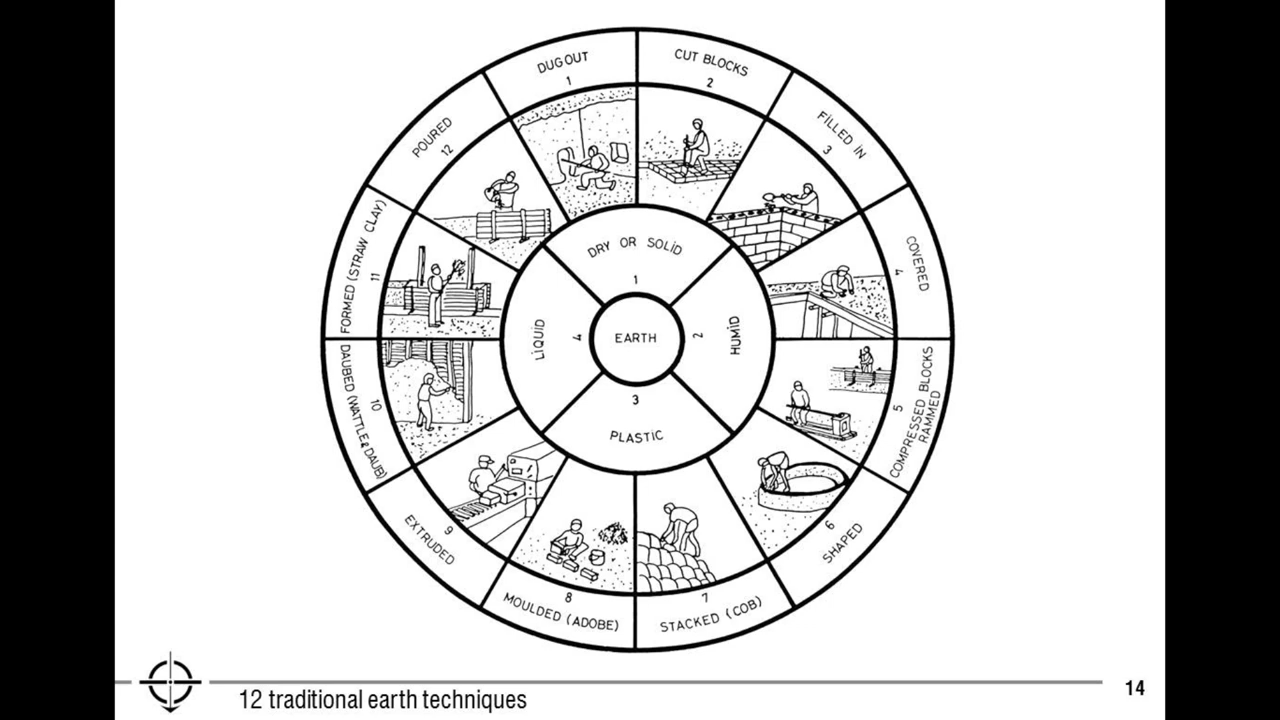 DUG OUT
1
CUT BLOCKS
2
FILLED IN
3
COVERED
4
COMPRESSED BLOCKS
RAMMED
5
SHAPED
6
STACKED (COB)
7
MOULDED (ADOBE)
8
EXTRUDED
9
DAUBED (WATTLE & DAUB)
10
FORMED (STRAW CLAY)
11
POURED
12
DRY OR SOLID
1
HUMID
2
PLASTIC
3
LIQUID
4
EARTH
12 traditional earth techniques
14